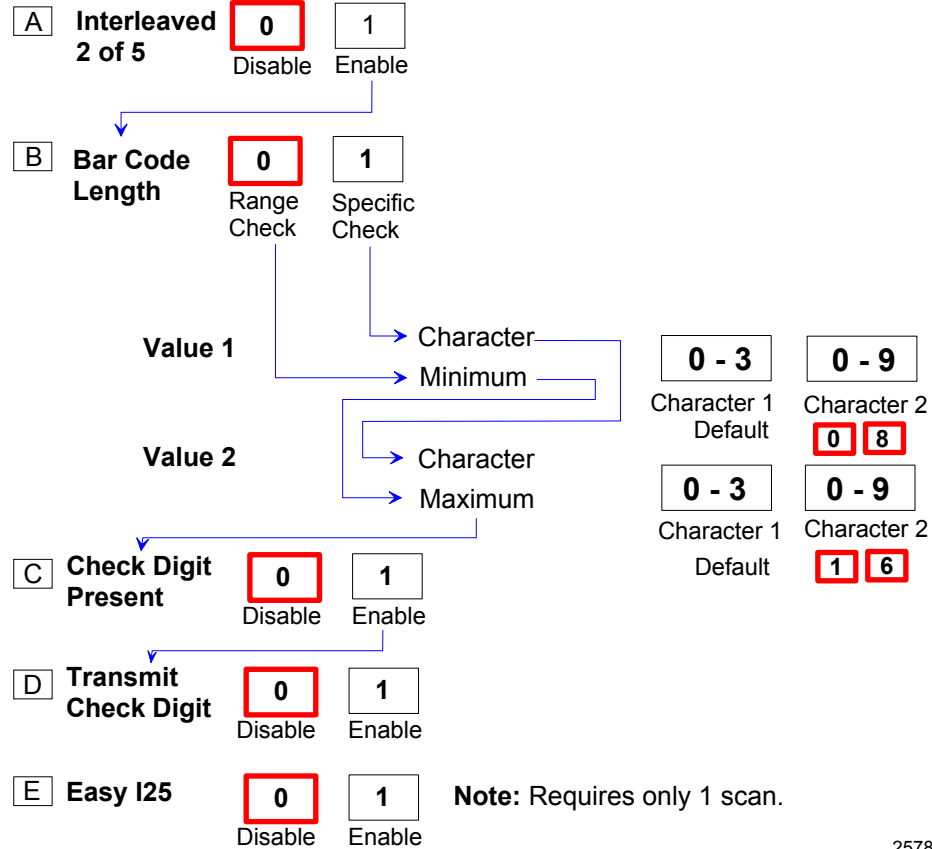 A Interleaved 2 of 5 0 1
Disable Enable
B Bar Code Length 0 1
Range Check Specific Check
Value 1
Character
Minimum
0 - 3 0 - 9
Character 1 Character 2
Default 0 8
Value 2
Character
Maximum
0 - 3 0 - 9
Character 1 Character 2
Default 1 6
C Check Digit Present 0 1
Disable Enable
D Transmit Check Digit 0 1
Disable Enable
E Easy I25 0 1 Note: Requires only 1 scan.
Disable Enable